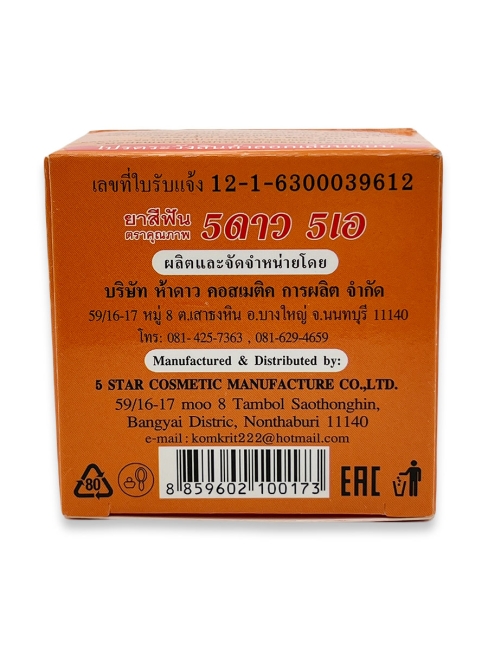 เลขที่ใบรับแจ้ง 12-1-6300039612
ยาสีฟัน
ตราคุณภาพ 5ดาว 5เอ
ผลิตและจัดจำหน่ายโดย
บริษัท ห้าดาว คอสเมติค การผลิต จำกัด
59/16-17 หมู่ 8 ต.เสาธงหิน อ.บางใหญ่ จ.นนทบุรี 11140
โทร: 081-425-7363 , 081-629-4659
Manufactured & Distributed by:
5 STAR COSMETIC MANUFACTURE CO.,LTD.
59/16-17 moo 8 Tambol Saothonghin,
Bangyai Distric, Nonthaburi 11140
e-mail : komkrit222@hotmail.com
80
8 859602 100173
EAC